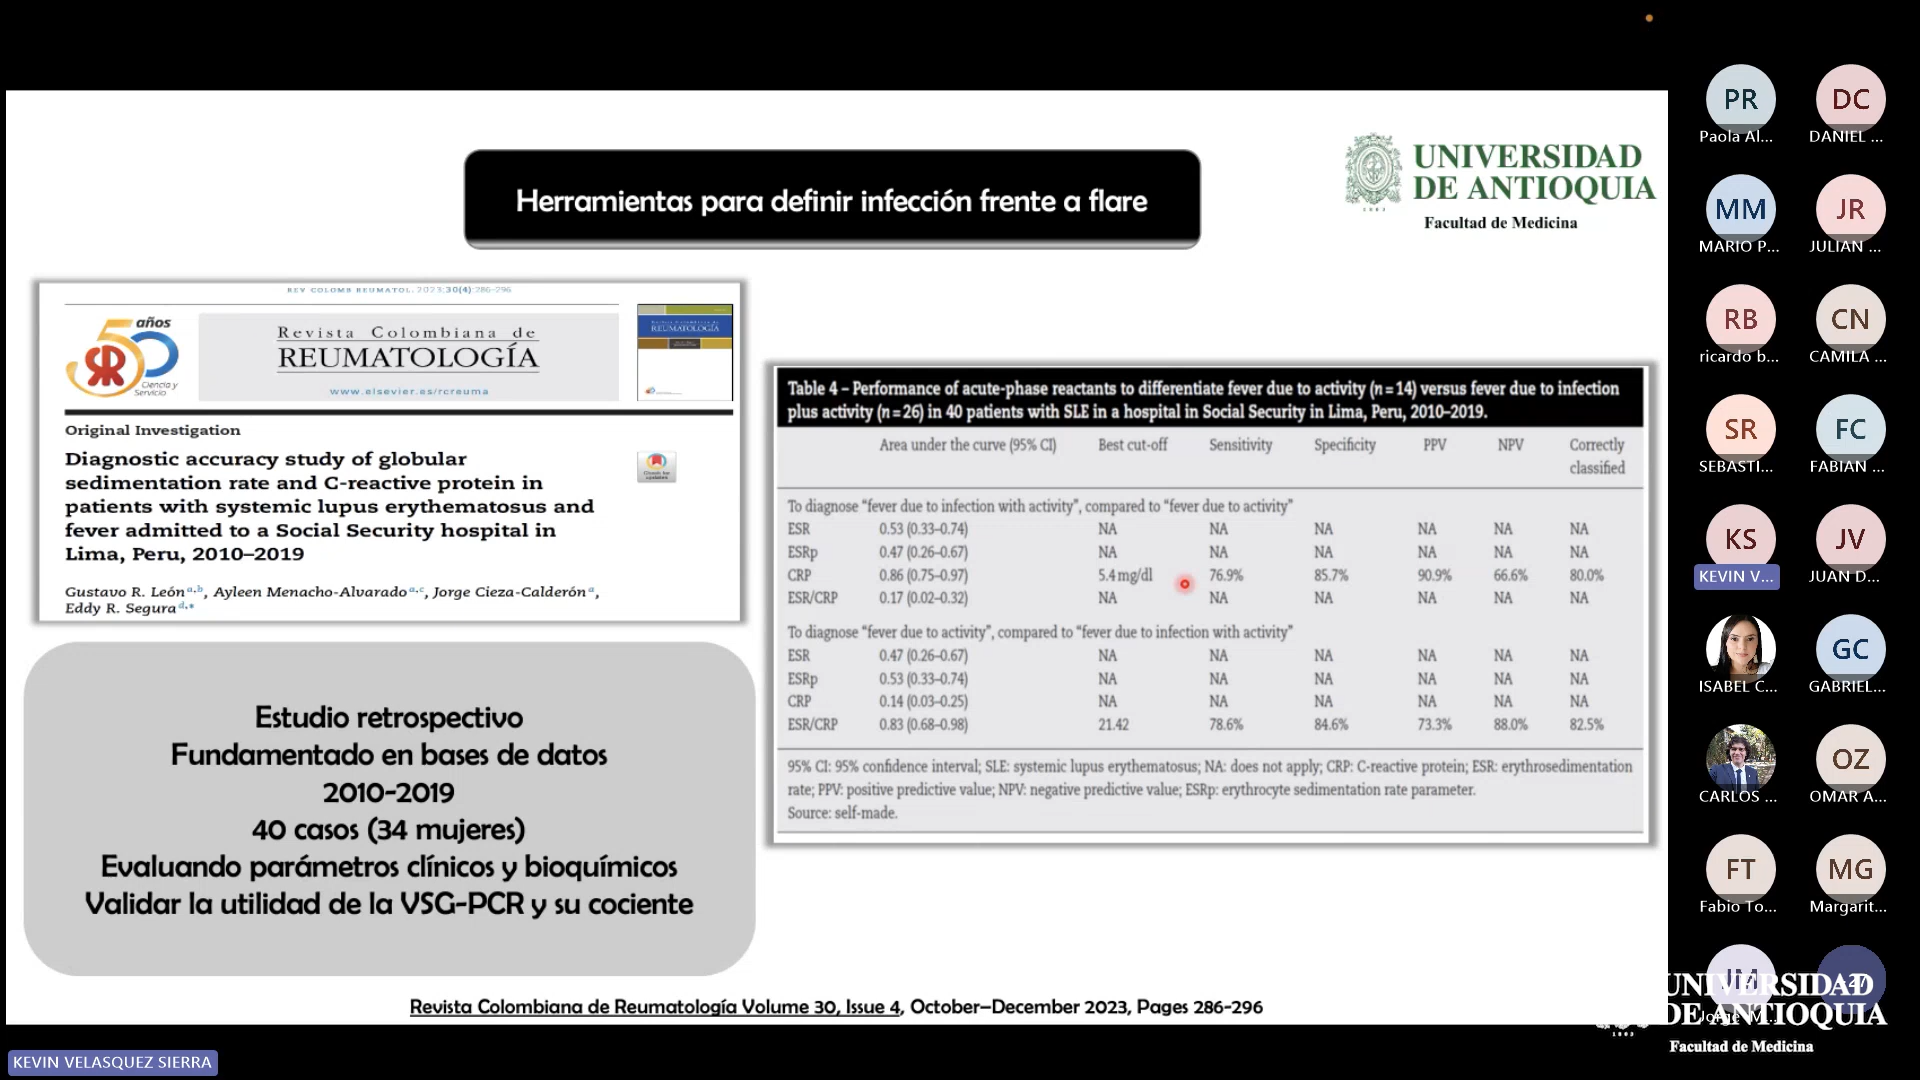 Herramientas para definir infección frente a flare
UNIVERSIDAD
DE ANTIOQUIA
1803
Facultad de Medicina
REV COLOMB REUMATOL. 2023;30(4):286-296
50 años
SR
Ciencia y
Servicio
Revista Colombiana de
REUMATOLOGÍA
www.elsevier.es/rcreuma
REUMATOLOGÍA
Original Investigation
Diagnostic accuracy study of globular
sedimentation rate and C-reactive protein in
patients with systemic lupus erythematosus and
fever admitted to a Social Security hospital in
Lima, Peru, 2010–2019
Check for
updates
Gustavo R. León a,b, Ayleen Menacho-Alvarado a,c, Jorge Cieza-Calderón a,
Eddy R. Segura d,*
Estudio retrospectivo
Fundamentado en bases de datos
2010-2019
40 casos (34 mujeres)
Evaluando parámetros clínicos y bioquímicos
Validar la utilidad de la VSG-PCR y su cociente
Table 4 – Performance of acute-phase reactants to differentiate fever due to activity (n = 14) versus fever due to infection
plus activity (n = 26) in 40 patients with SLE in a hospital in Social Security in Lima, Peru, 2010–2019.
Area under the curve (95% CI) Best cut-off Sensitivity Specificity PPV NPV Correctly
classified
To diagnose “fever due to infection with activity”, compared to “fever due to activity”
ESR 0.53 (0.33–0.74) NA NA NA NA NA NA
ESRp 0.47 (0.26–0.67) NA NA NA NA NA NA
CRP 0.86 (0.75–0.97) 5.4 mg/dl 76.9% 85.7% 90.9% 66.6% 80.0%
ESR/CRP 0.17 (0.02–0.32) NA NA NA NA NA NA
To diagnose “fever due to activity”, compared to “fever due to infection with activity”
ESR 0.47 (0.26–0.67) NA NA NA NA NA NA
ESRp 0.53 (0.33–0.74) NA NA NA NA NA NA
CRP 0.14 (0.03–0.25) NA NA NA NA NA NA
ESR/CRP 0.83 (0.68–0.98) 21.42 78.6% 84.6% 73.3% 88.0% 82.5%
95% CI: 95% confidence interval; SLE: systemic lupus erythematosus; NA: does not apply; CRP: C-reactive protein; ESR: erythrosedimentation
rate; PPV: positive predictive value; NPV: negative predictive value; ESRp: erythrocyte sedimentation rate parameter.
Source: self-made.
Revista Colombiana de Reumatología Volume 30, Issue 4, October–December 2023, Pages 286-296
KEVIN VELASQUEZ SIERRA
PR DC
Paola Al... DANIEL ...
MM JR
MARIO P... JULIAN ...
RB CN
ricardo b... CAMILA ...
SR FC
SEBASTI... FABIAN ...
KS JV
KEVIN V... JUAN D...
GC
ISABEL C... GABRIEL...
OZ
CARLOS ... OMAR A...
FT MG
Fabio To... Margarit...
JM
UNIVERSIDAD
DE ANTIOQUIA
1803
Facultad de Medicina